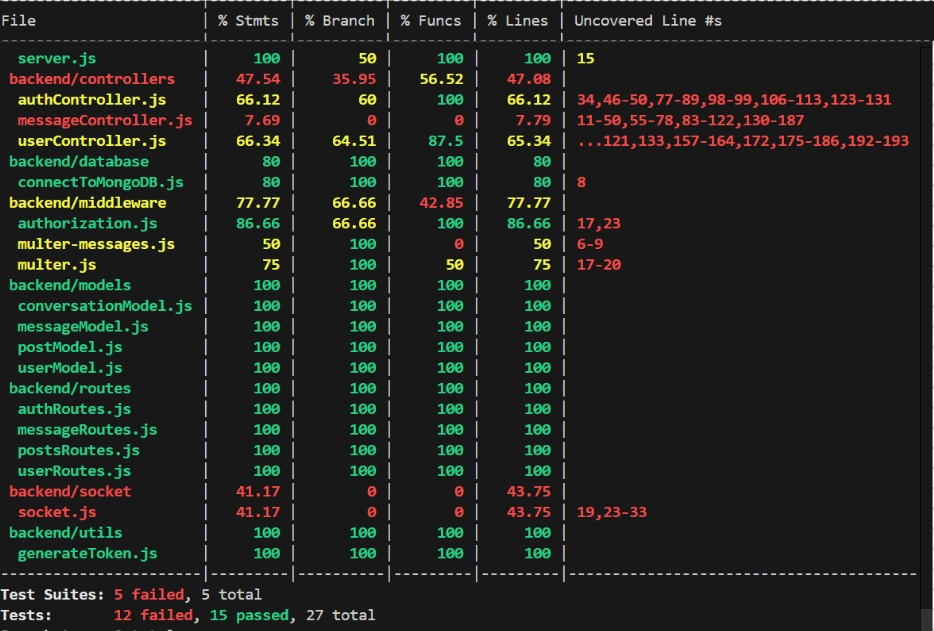 File | % Stmts | % Branch | % Funcs | % Lines | Uncovered Line #s
server.js | 100 | 50 | 100 | 100 | 15
backend/controllers | 47.54 | 35.95 | 56.52 | 47.08 |
authController.js | 66.12 | 60 | 100 | 66.12 | 34,46-50,77-89,98-99,106-113,123-131
messageController.js | 7.69 | 0 | 0 | 7.79 | 11-50,55-78,83-122,130-187
userController.js | 66.34 | 64.51 | 87.5 | 65.34 | ...121,133,157-164,172,175-186,192-193
backend/database | 80 | 100 | 100 | 80 |
connectToMongoDB.js | 80 | 100 | 100 | 80 | 8
backend/middleware | 77.77 | 66.66 | 42.85 | 77.77 |
authorization.js | 86.66 | 66.66 | 100 | 86.66 | 17,23
multer-messages.js | 50 | 100 | 0 | 50 | 6-9
multer.js | 75 | 100 | 50 | 75 | 17-20
backend/models | 100 | 100 | 100 | 100 |
conversationModel.js | 100 | 100 | 100 | 100 |
messageModel.js | 100 | 100 | 100 | 100 |
postModel.js | 100 | 100 | 100 | 100 |
userModel.js | 100 | 100 | 100 | 100 |
backend/routes | 100 | 100 | 100 | 100 |
authRoutes.js | 100 | 100 | 100 | 100 |
messageRoutes.js | 100 | 100 | 100 | 100 |
postsRoutes.js | 100 | 100 | 100 | 100 |
userRoutes.js | 100 | 100 | 100 | 100 |
backend/socket | 41.17 | 0 | 0 | 43.75 |
socket.js | 41.17 | 0 | 0 | 43.75 | 19,23-33
backend/utils | 100 | 100 | 100 | 100 |
generateToken.js | 100 | 100 | 100 | 100 |
Test Suites: 5 failed, 5 total
Tests: 12 failed, 15 passed, 27 total